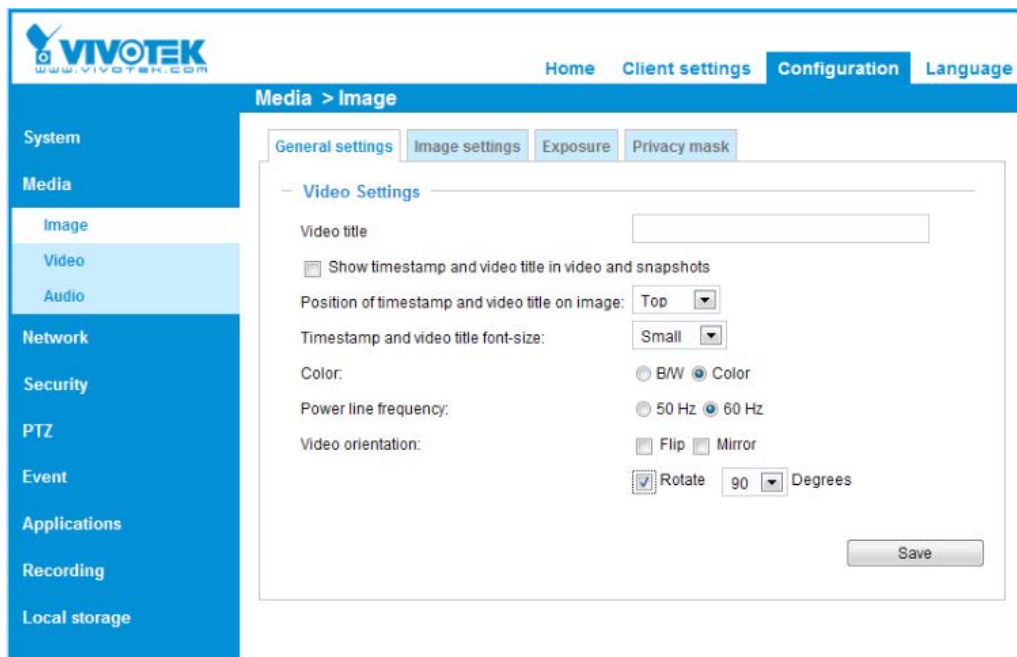 VIVOTEK
www.vivotek.com
Home Client settings Configuration Language
Media > Image
System
Media
Image
Video
Audio
Network
Security
PTZ
Event
Applications
Recording
Local storage
General settings Image settings Exposure Privacy mask
Video Settings
Video title
Show timestamp and video title in video and snapshots
Position of timestamp and video title on image: Top
Timestamp and video title font-size: Small
Color: B/W Color
Power line frequency: 50 Hz 60 Hz
Video orientation: Flip Mirror
Rotate 90 Degrees
Save